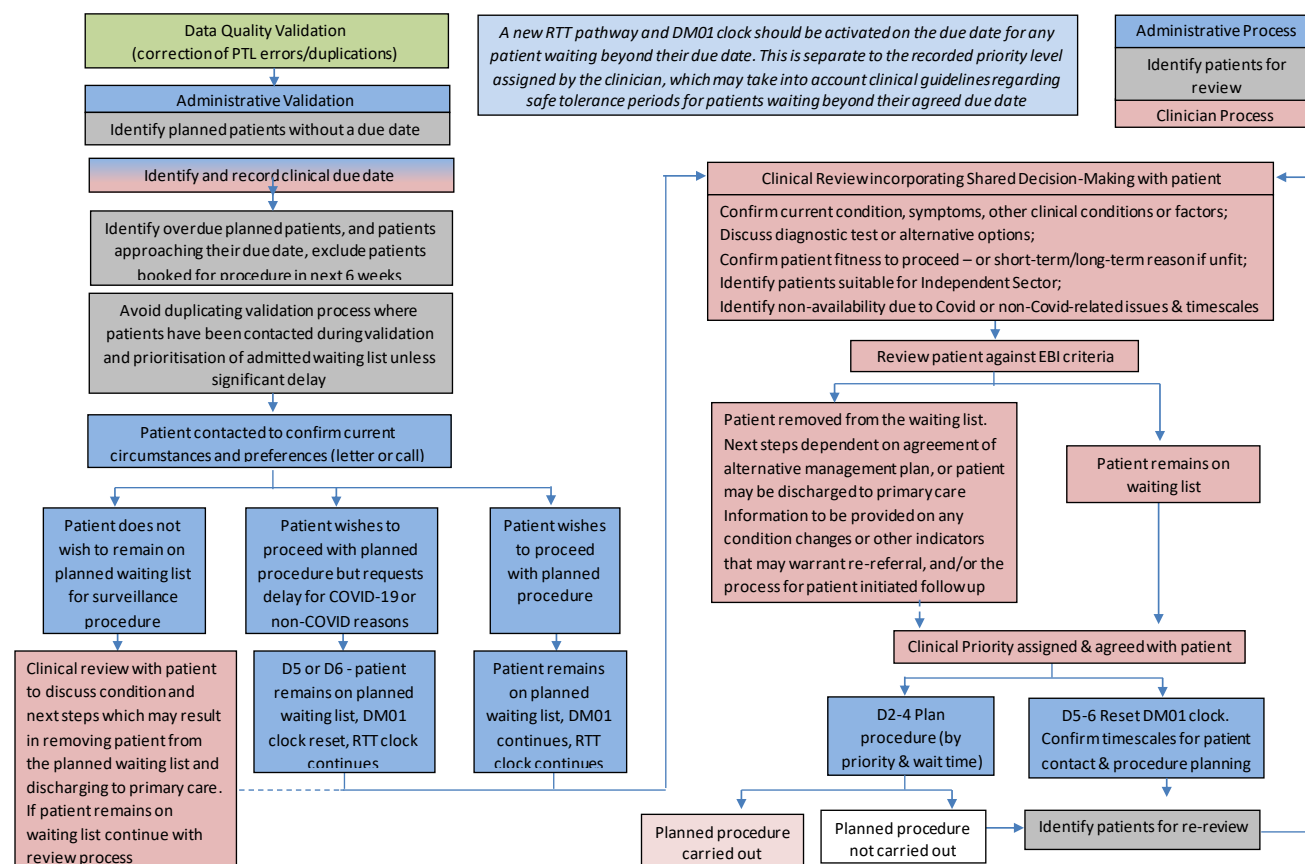 Data Quality Validation
(correction of PTL errors/duplications)
Administrative Validation
Identify planned patients without a due date
Identify and record clinical due date
Identify overdue planned patients, and patients
approaching their due date, exclude patients
booked for procedure in next 6 weeks
Avoid duplicating validation process where
patients have been contacted during validation
and prioritisation of admitted waiting list unless
significant delay
Patient contacted to confirm current
circumstances and preferences (letter or call)
Patient does not
wish to remain on
planned waiting list
for surveillance
procedure
Patient wishes to
proceed with planned
procedure but requests
delay for COVID-19 or
non-COVID reasons
Patient wishes
to proceed with
planned
procedure
Clinical review with patient
to discuss condition and
next steps which may result
in removing patient from
the planned waiting list and
discharging to primary care.
If patient remains on
waiting list continue with
review process
D5 or D6 - patient
remains on planned
waiting list, DM01
clock reset, RTT clock
continues
Patient remains
on planned
waiting list, DM01
continues, RTT
clock continues
A new RTT pathway and DM01 clock should be activated on the due date for any
patient waiting beyond their due date. This is separate to the recorded priority level
assigned by the clinician, which may take into account clinical guidelines regarding
safe tolerance periods for patients waiting beyond their agreed due date
Administrative Process
Identify patients for
review
Clinician Process
Clinical Review incorporating Shared Decision-Making with patient
Confirm current condition, symptoms, other clinical conditions or factors;
Discuss diagnostic test or alternative options;
Confirm patient fitness to proceed – or short-term/long-term reason if unfit;
Identify patients suitable for Independent Sector;
Identify non-availability due to Covid or non-Covid-related issues & timescales
Review patient against EBI criteria
Patient removed from the waiting list.
Next steps dependent on agreement of
alternative management plan, or patient
may be discharged to primary care
Information to be provided on any
condition changes or other indicators
that may warrant re-referral, and/or the
process for patient initiated follow up
Patient remains on
waiting list
Clinical Priority assigned & agreed with patient
D2-4 Plan
procedure (by
priority & wait time)
D5-6 Reset DM01 clock.
Confirm timescales for patient
contact & procedure planning
Planned procedure
carried out
Planned procedure
not carried out
Identify patients for re-review